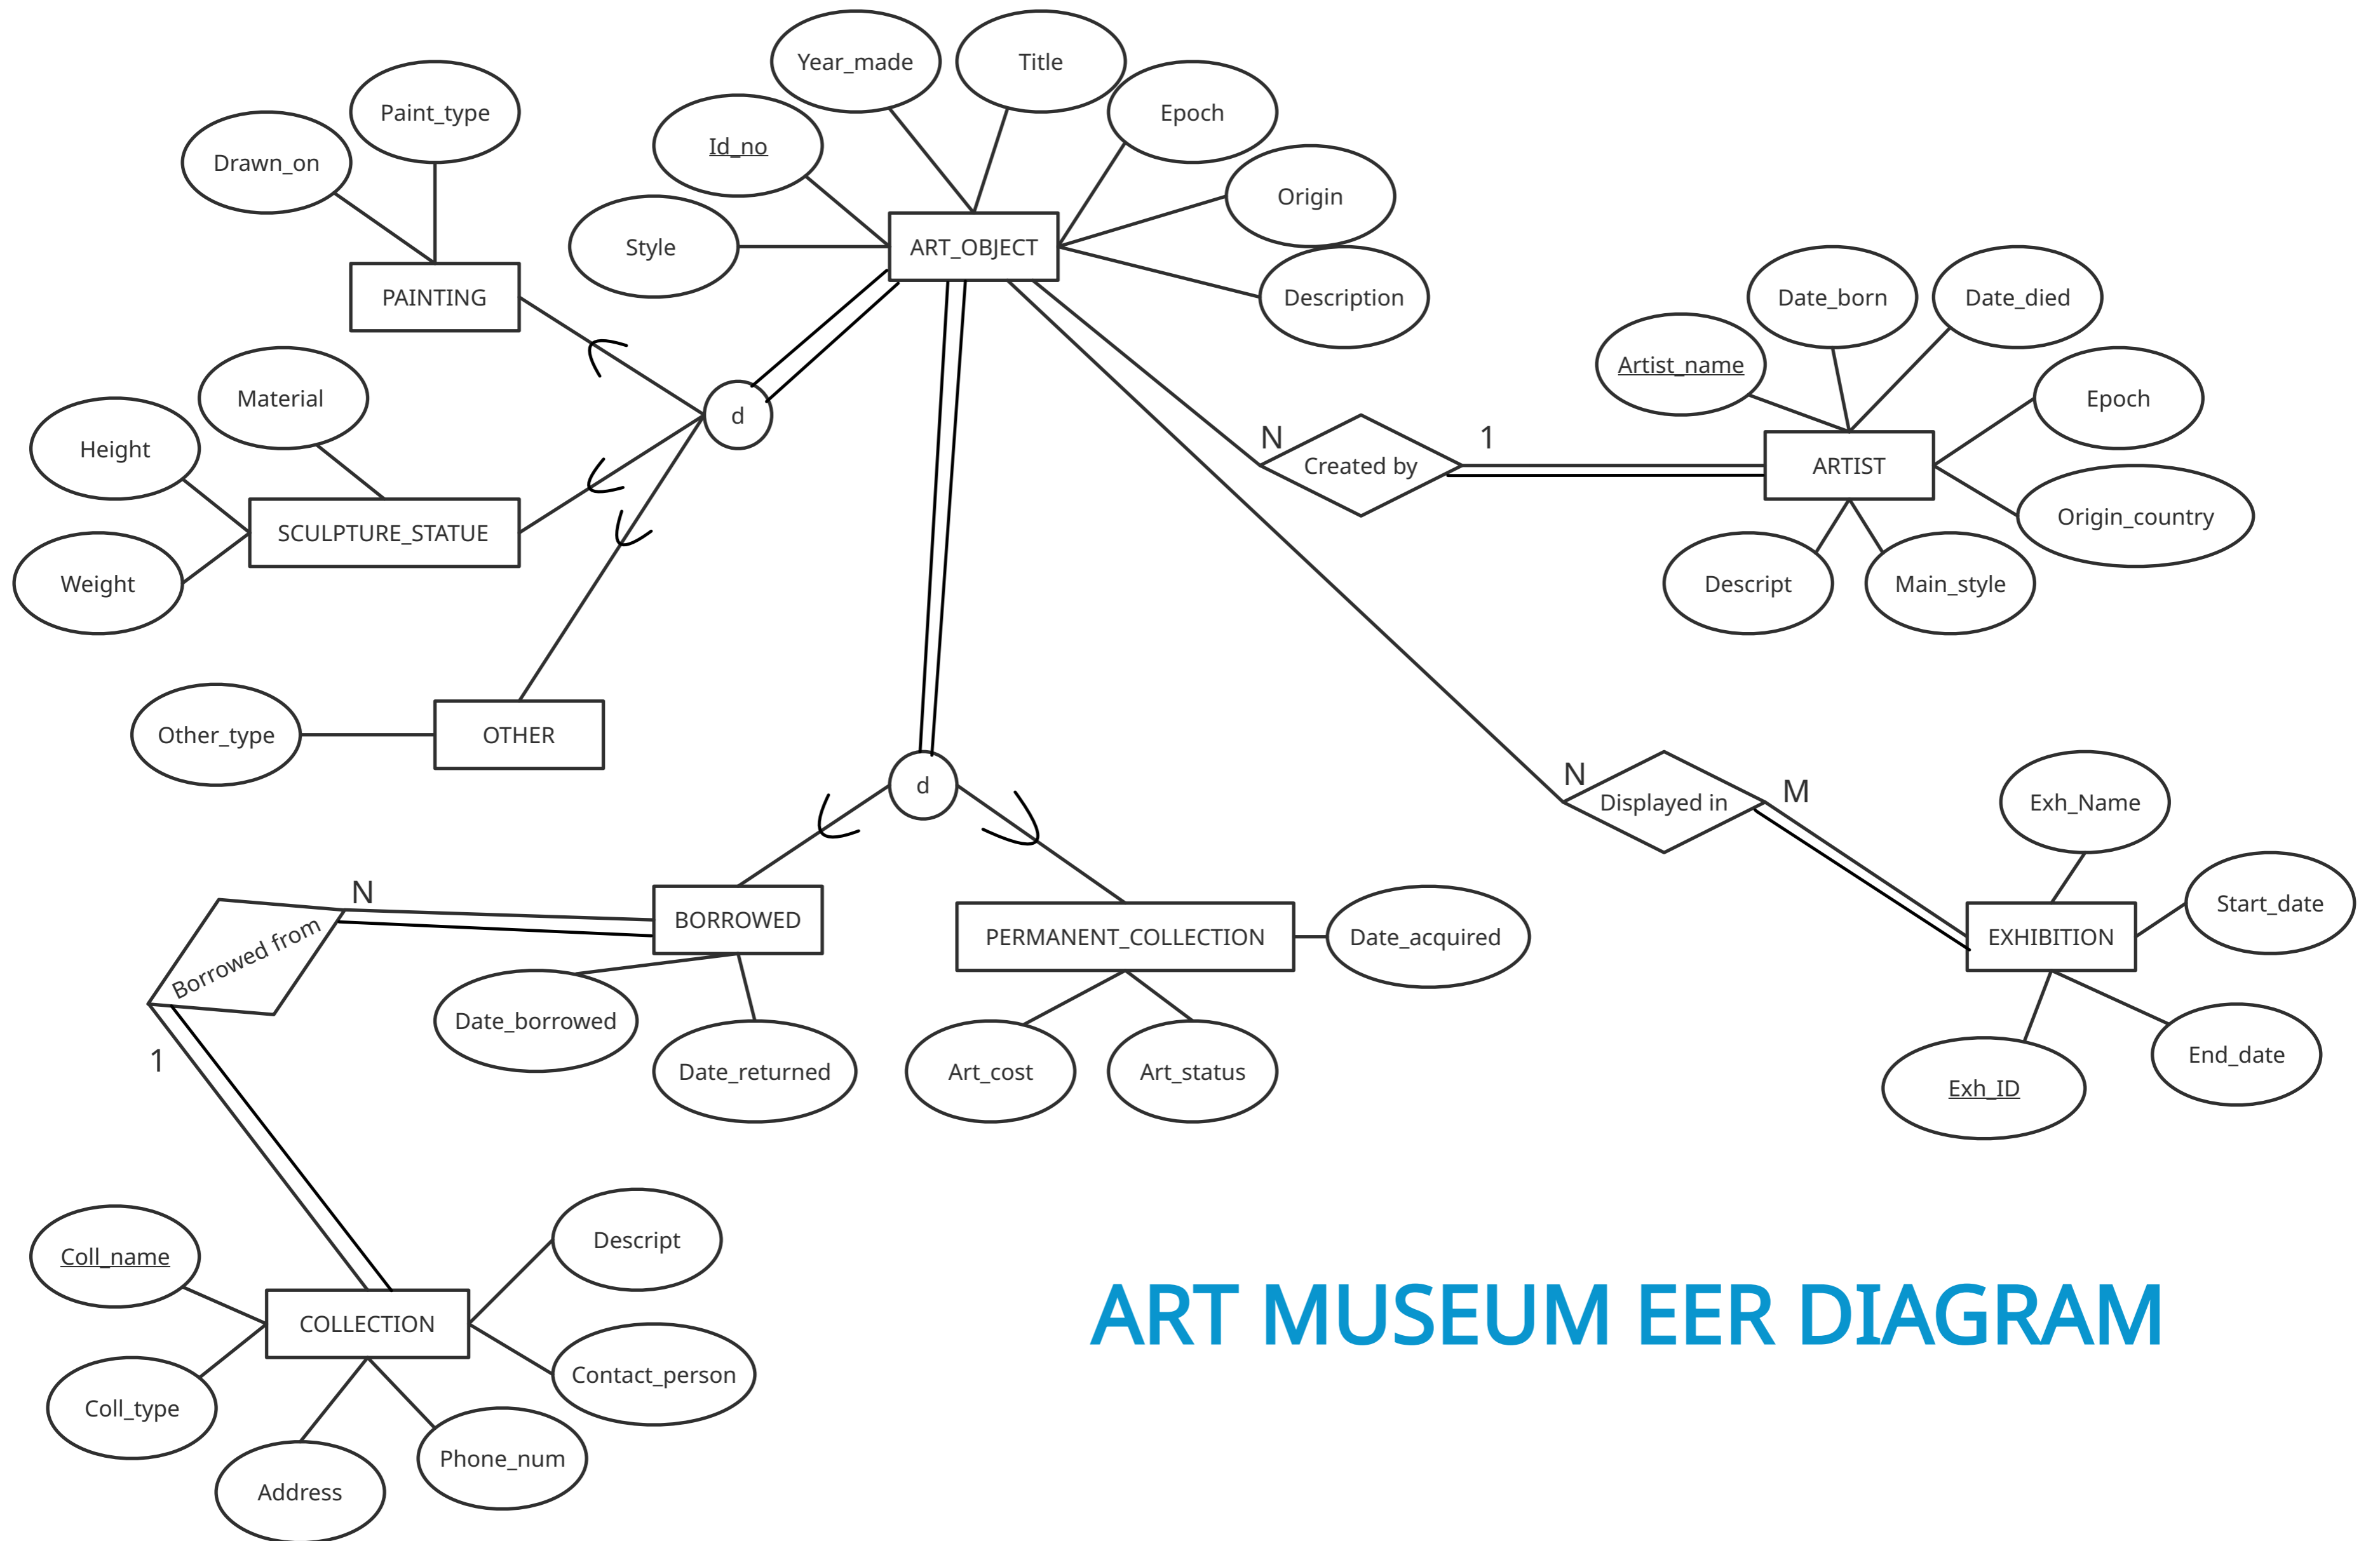 Year_made
Title
Paint_type
Epoch
Id_no
Drawn_on
Origin
Style
ART_OBJECT
PAINTING
Description
Date_born
Date_died
Artist_name
Material
Epoch
d
Height
N
1
Created by
ARTIST
SCULPTURE_STATUE
Origin_country
Weight
Descript
Main_style
Other_type
OTHER
d
N
M
Displayed in
Exh_Name
N
BORROWED
Start_date
Borrowed from
PERMANENT_COLLECTION
Date_acquired
EXHIBITION
Date_borrowed
1
Date_returned
Art_cost
Art_status
End_date
Exh_ID
Descript
Coll_name
COLLECTION
ART MUSEUM EER DIAGRAM
Contact_person
Coll_type
Phone_num
Address